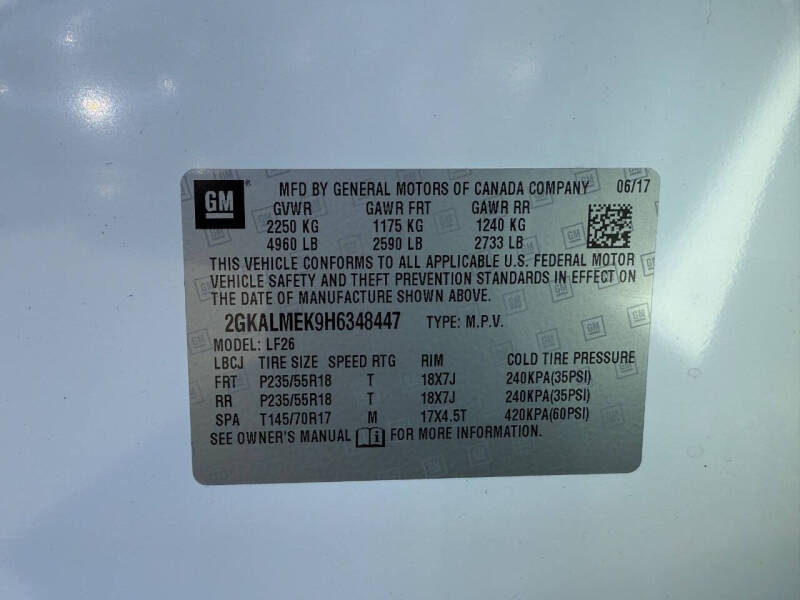 GM ® MFD BY GENERAL MOTORS OF CANADA COMPANY 06/17
GVWR GAWR FRT GAWR RR
2250 KG 1175 KG 1240 KG
4960 LB 2590 LB 2733 LB
THIS VEHICLE CONFORMS TO ALL APPLICABLE U.S. FEDERAL MOTOR
VEHICLE SAFETY AND THEFT PREVENTION STANDARDS IN EFFECT ON
THE DATE OF MANUFACTURE SHOWN ABOVE.
2GKALMEK9H6348447 TYPE: M.P.V.
MODEL: LF26
LBCJ TIRE SIZE SPEED RTG RIM COLD TIRE PRESSURE
FRT P235/55R18 T 18X7J 240KPA(35PSI)
RR P235/55R18 T 18X7J 240KPA(35PSI)
SPA T145/70R17 M 17X4.5T 420KPA(60PSI)
SEE OWNER'S MANUAL i FOR MORE INFORMATION.